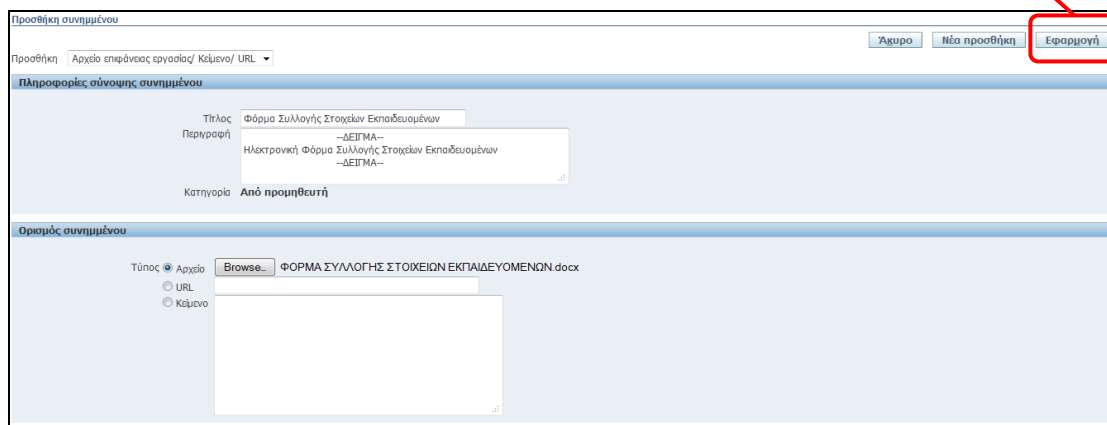 Προσθήκη συνημμένου
Άκυρο Νέα προσθήκη Εφαρμογή
Προσθήκη Αρχείο επιφάνειας εργασίας/ Κείμενο/ URL
Πληροφορίες σύνοψης συνημμένου
Τίτλος Φόρμα Συλλογής Στοιχείων Εκπαιδευομένων
Περιγραφή --ΔΕΙΓΜΑ--
Ηλεκτρονική Φόρμα Συλλογής Στοιχείων Εκπαιδευομένων
--ΔΕΙΓΜΑ--
Κατηγορία Από προμηθευτή
Ορισμός συνημμένου
Τύπος Αρχείο Browse_ ΦΟΡΜΑ ΣΥΛΛΟΓΗΣ ΣΤΟΙΧΕΙΩΝ ΕΚΠΑΙΔΕΥΟΜΕΝΩΝ.docx
URL
Κείμενο